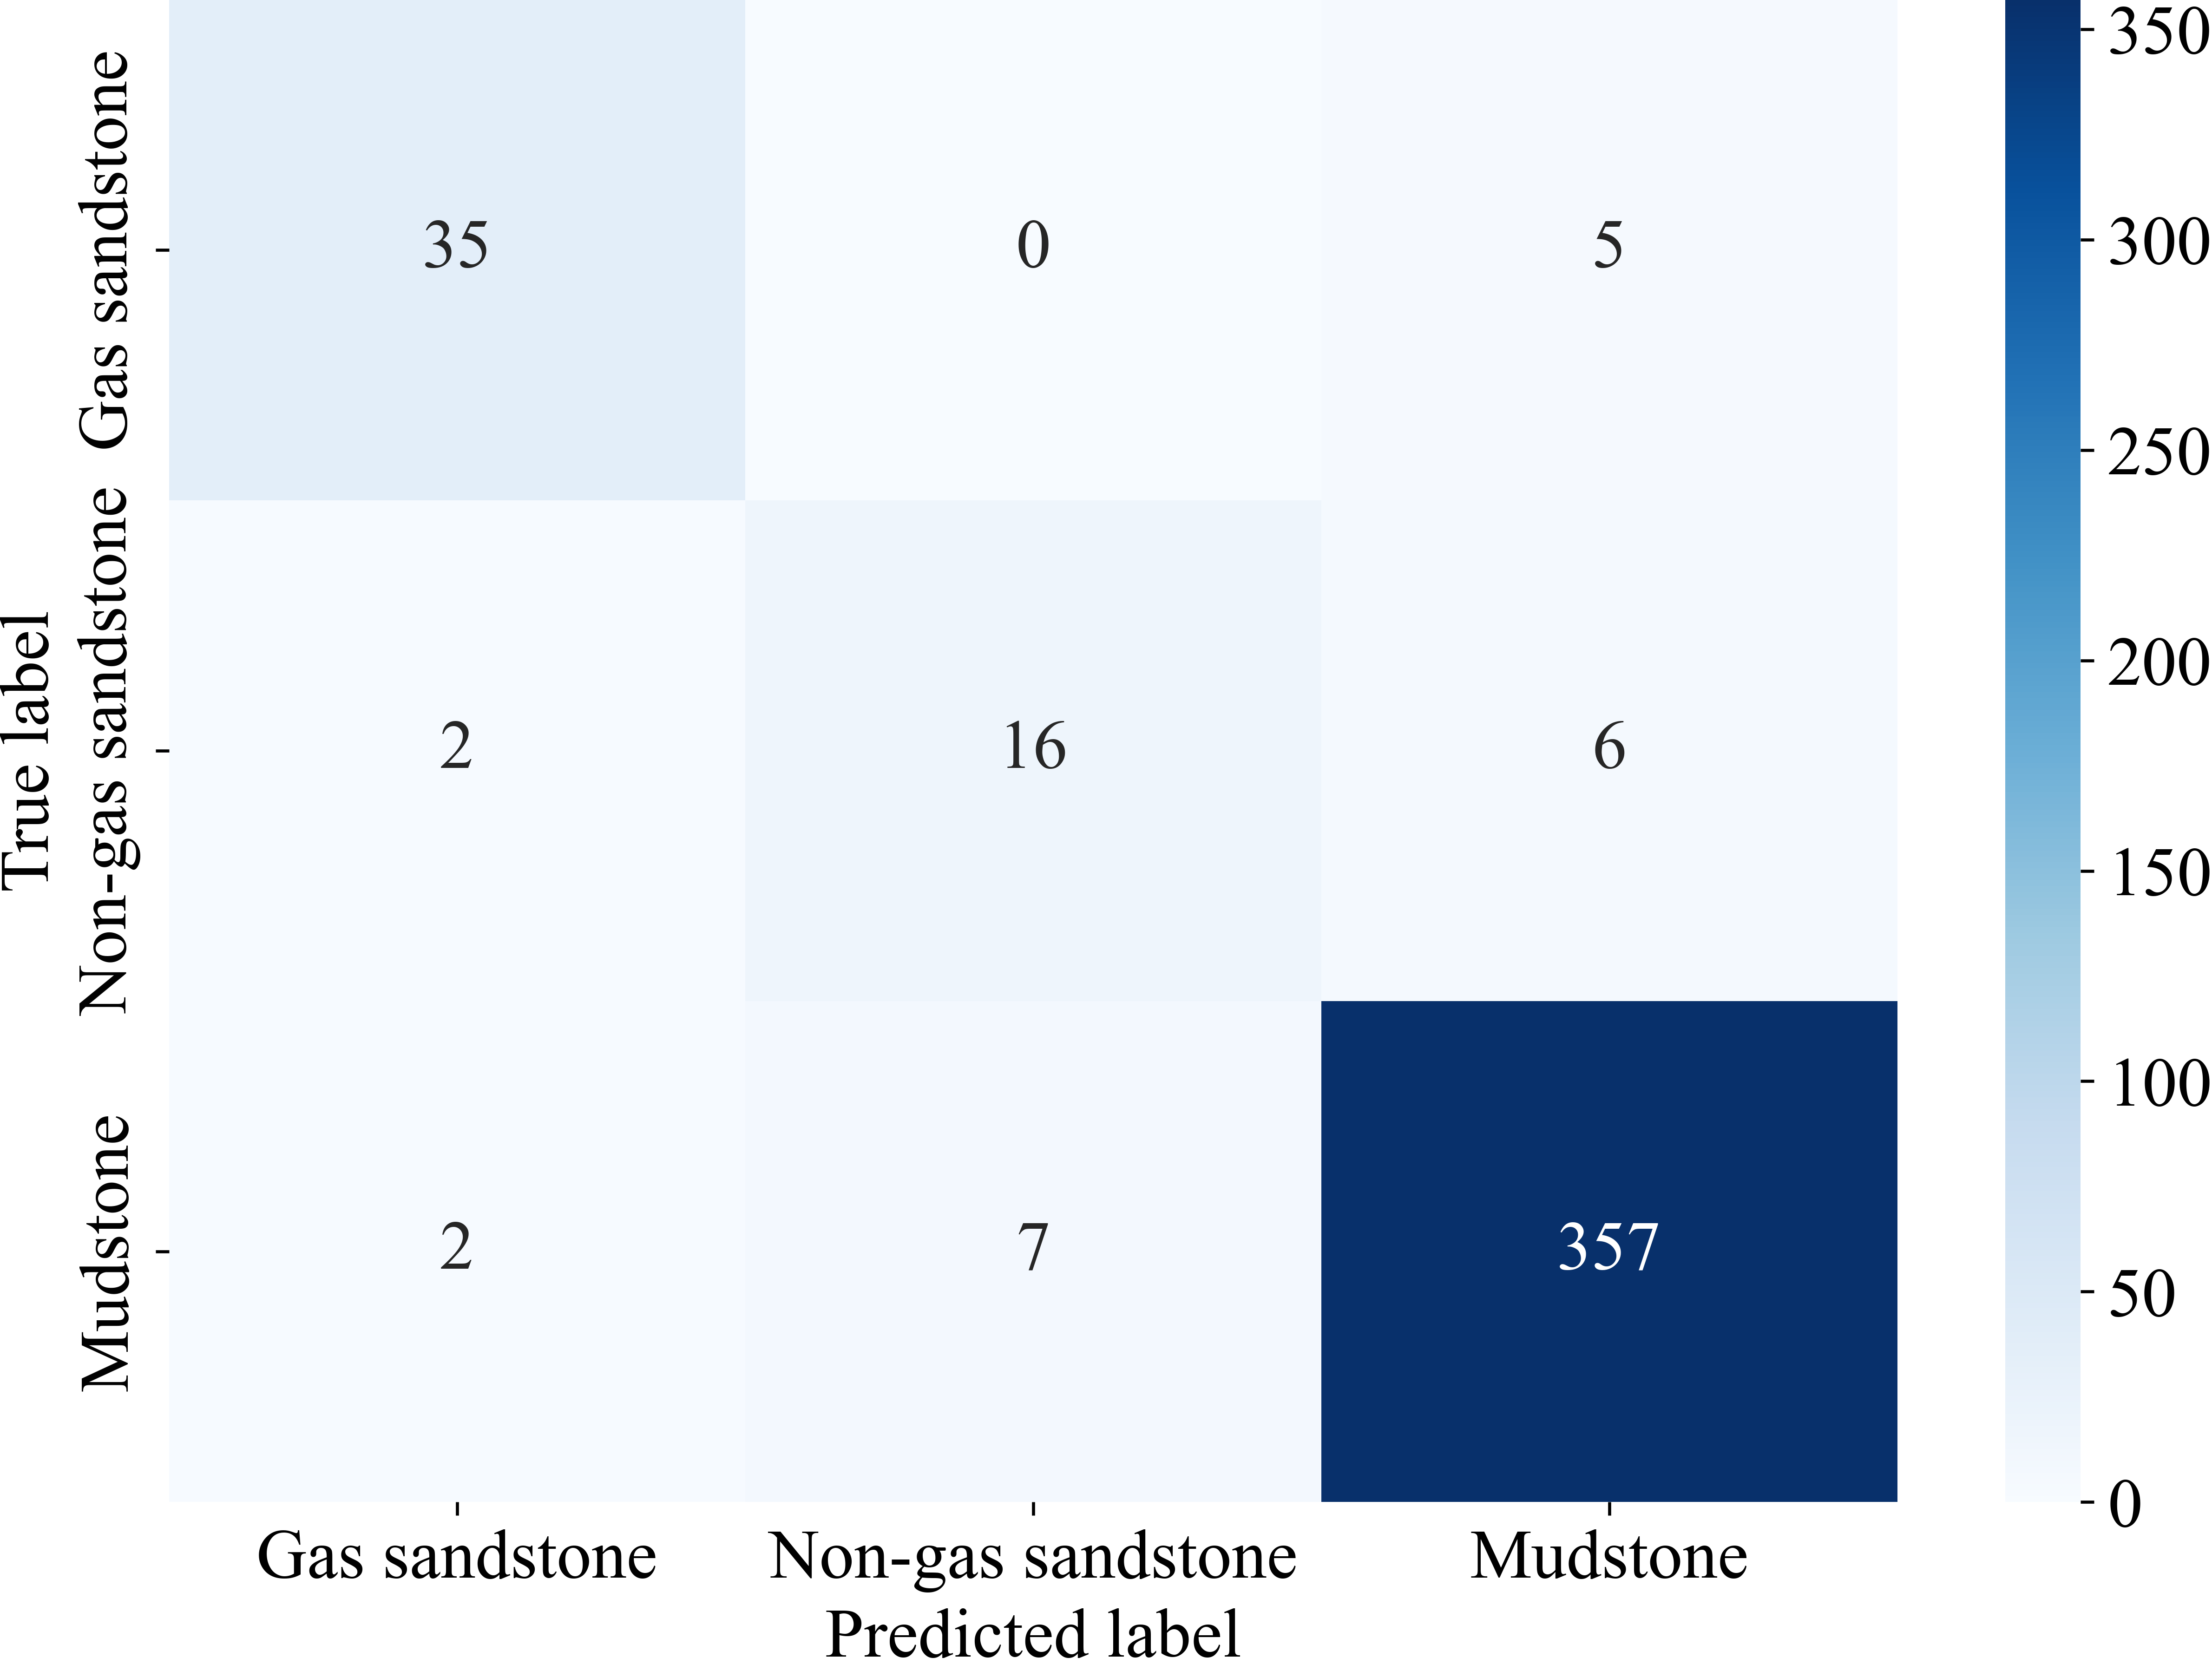 True label
Gas sandstone
35 0 5
Non-gas sandstone
2 16 6
Mudstone
2 7 357
Gas sandstone Non-gas sandstone Mudstone
Predicted label
350
300
250
200
150
100
50
0